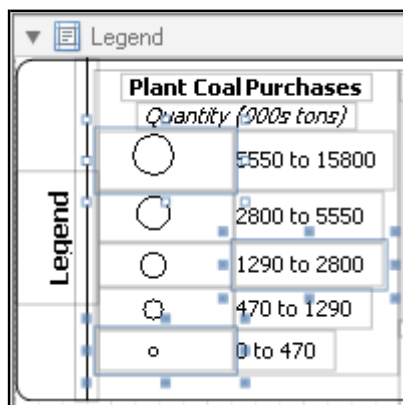 Legend
Plant Coal Purchases
Quantity (000s tons)
5550 to 15800
2800 to 5550
1290 to 2800
470 to 1290
0 to 470
Legend